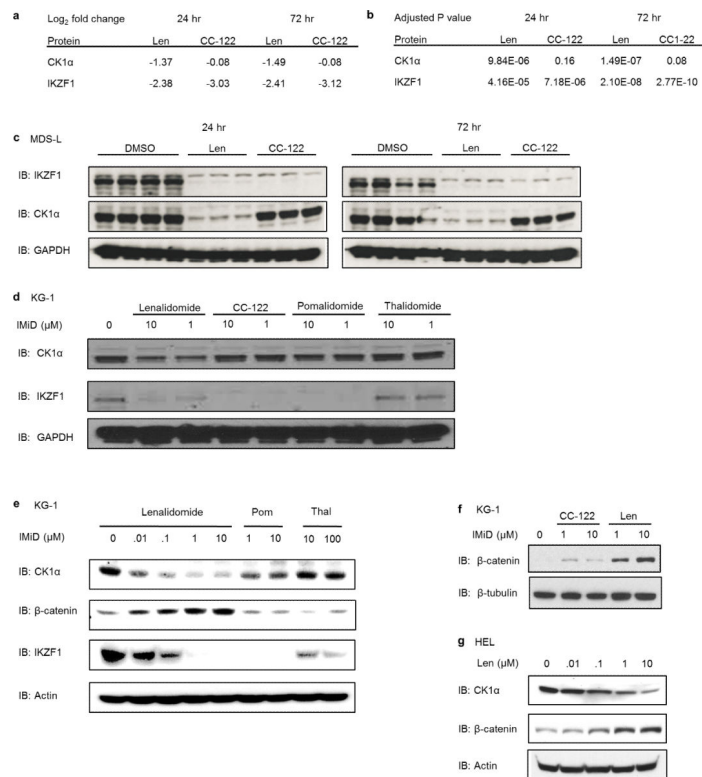 a Log2 fold change 24 hr 72 hr
Protein Len CC-122 Len CC-122
CK1α -1.37 -0.08 -1.49 -0.08
IKZF1 -2.38 -3.03 -2.41 -3.12
b Adjusted P value 24 hr 72 hr
Protein Len CC-122 Len CC1-22
CK1α 9.84E-06 0.16 1.49E-07 0.08
IKZF1 4.16E-05 7.18E-06 2.10E-08 2.77E-10
24 hr 72 hr
c MDS-L
DMSO Len CC-122 DMSO Len CC-122
IB: IKZF1
IB: CK1α
IB: GAPDH
d KG-1
Lenalidomide CC-122 Pomalidomide Thalidomide
IMiD (μM) 0 10 1 10 1 10 1 10 1
IB: CK1α
IB: IKZF1
IB: GAPDH
e KG-1
Lenalidomide Pom Thal
IMiD (μM) 0 .01 .1 1 10 1 10 10 100
IB: CK1α
IB: β-catenin
IB: IKZF1
IB: Actin
f KG-1
CC-122 Len
IMiD (μM) 0 1 10 1 10
IB: β-catenin
IB: β-tubulin
g HEL
Len (μM) 0 .01 .1 1 10
IB: CK1α
IB: β-catenin
IB: Actin